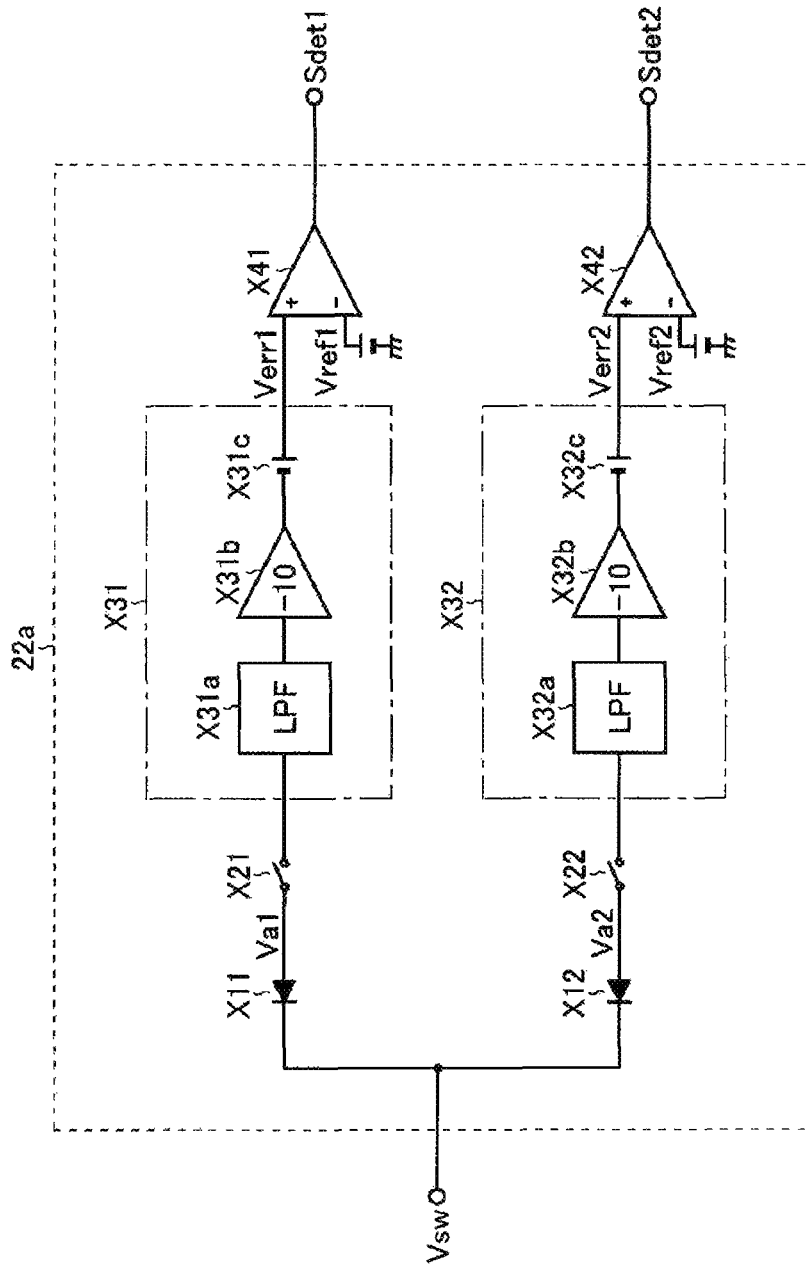 22a
X31
X11
Va1
X21
X31a
LPF
X31b
-10
X31c
Verr1
Vref1
X41
+
-
Sdet1
Vsw
X32
X12
Va2
X22
X32a
LPF
X32b
-10
X32c
Verr2
Vref2
X42
+
-
Sdet2